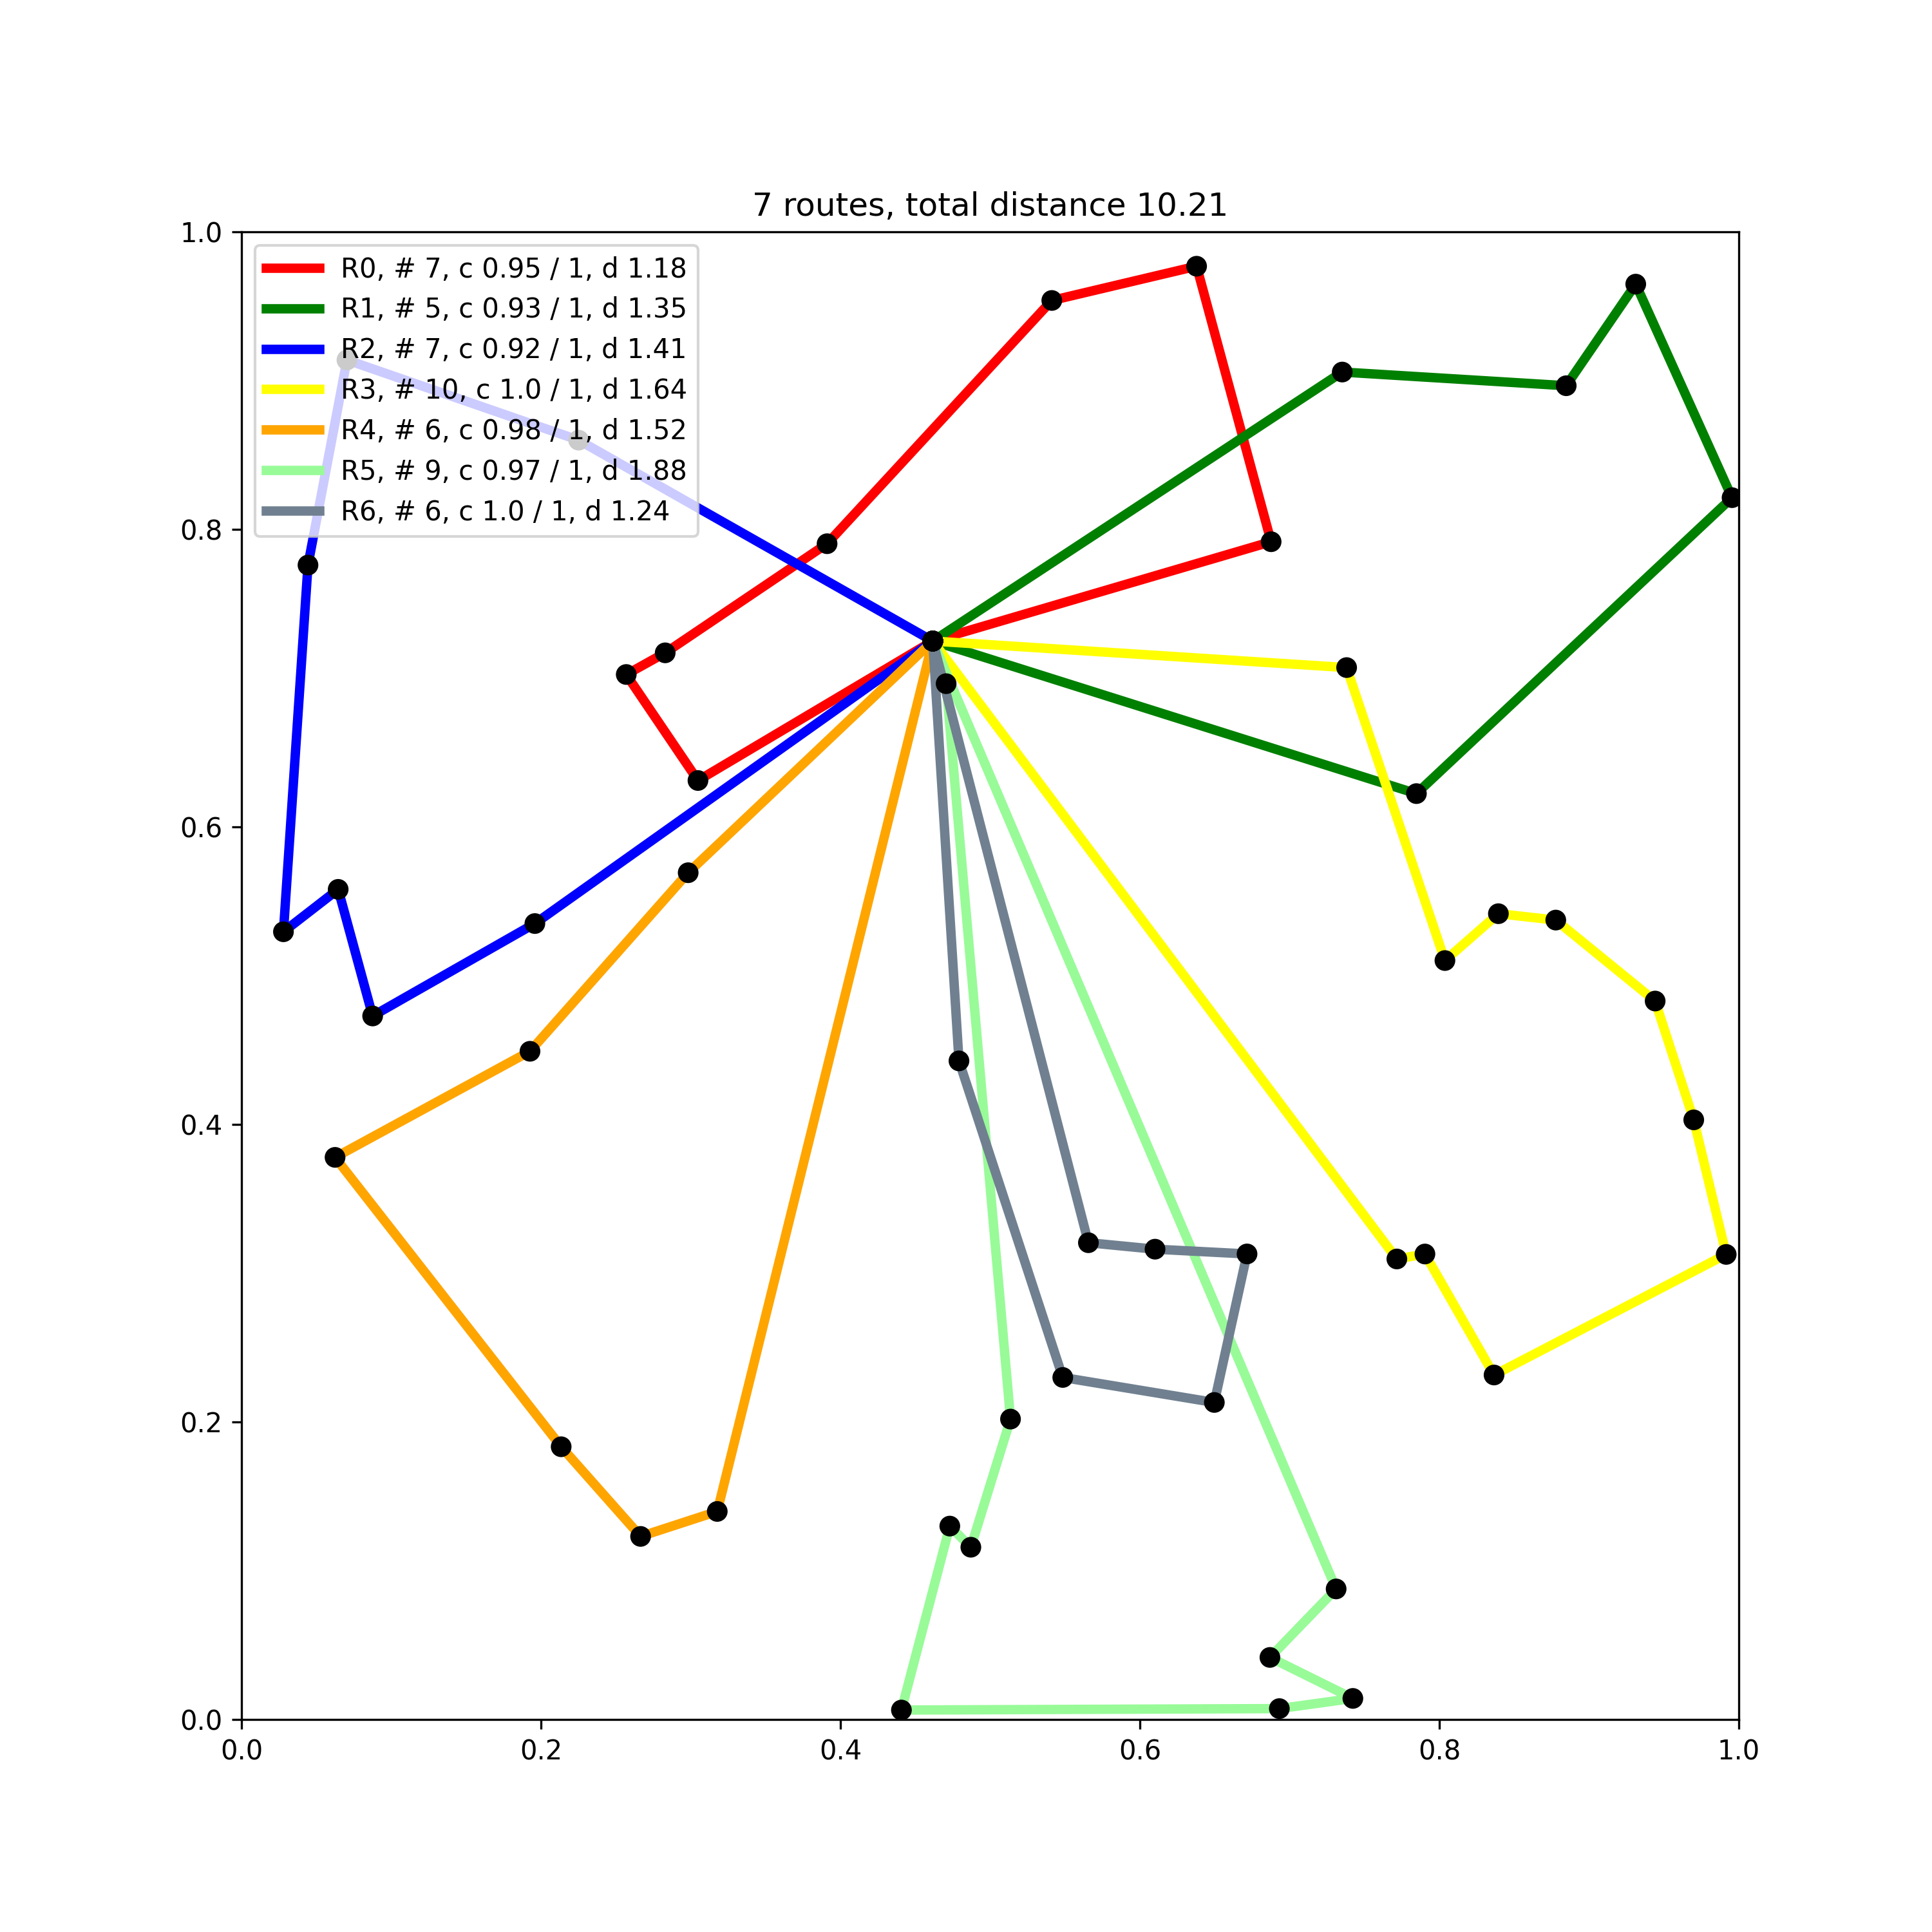 7 routes, total distance 10.21
1.0
R0, # 7, c 0.95 / 1, d 1.18
R1, # 5, c 0.93 / 1, d 1.35
R2, # 7, c 0.92 / 1, d 1.41
R3, # 10, c 1.0 / 1, d 1.64
R4, # 6, c 0.98 / 1, d 1.52
R5, # 9, c 0.97 / 1, d 1.88
R6, # 6, c 1.0 / 1, d 1.24
0.8
0.6
0.4
0.2
0.0
0.0 0.2 0.4 0.6 0.8 1.0